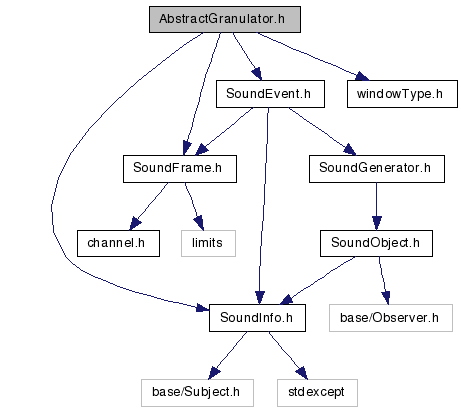 AbstractGranulator.h
SoundEvent.h
windowType.h
SoundFrame.h
SoundGenerator.h
channel.h
limits
SoundObject.h
SoundInfo.h
base/Observer.h
base/Subject.h
stdexcept